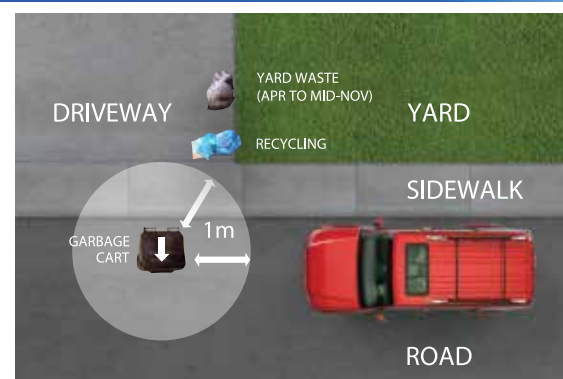 YARD WASTE
(APR TO MID-NOV)
DRIVEWAY
YARD
RECYCLING
SIDEWALK
1m
GARBAGE
CART
ROAD